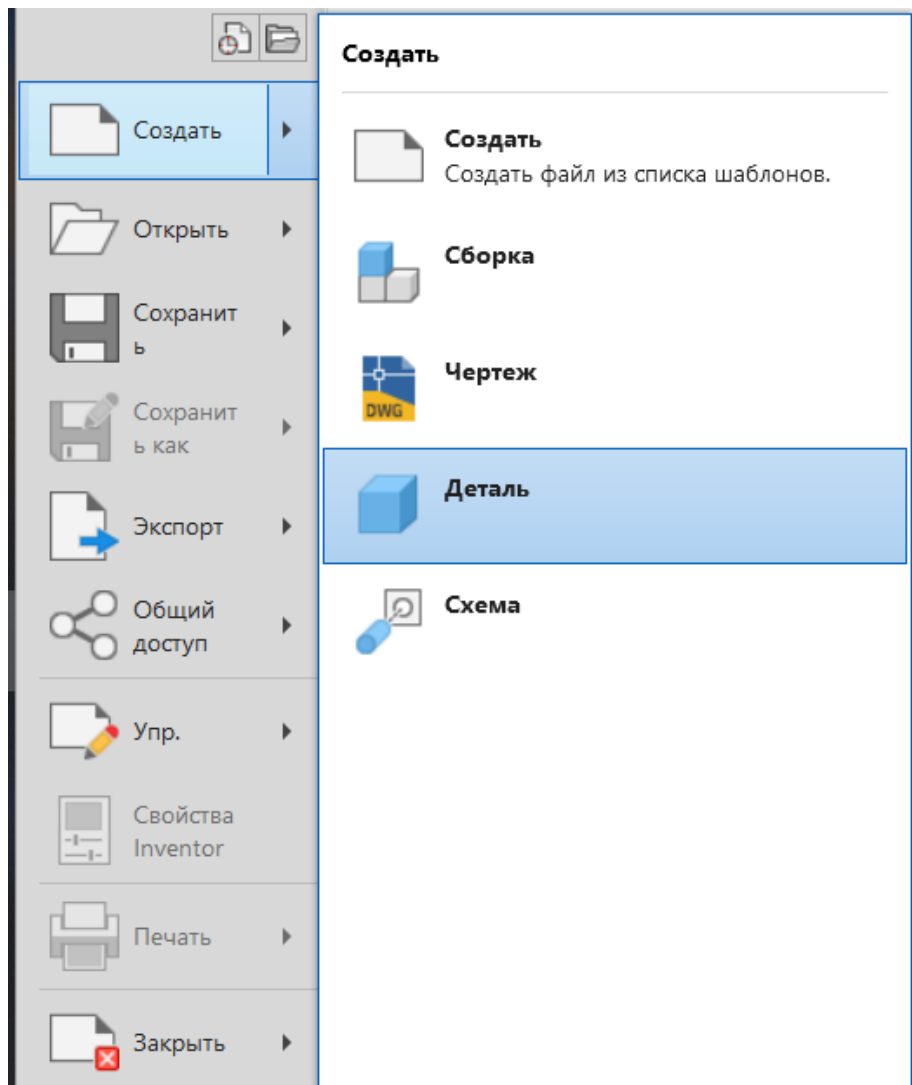 Создать
Открыть
Сохранит
ь
Сохранит
ь как
Экспорт
Общий
доступ
Упр.
Свойства
Inventor
Печать
Закрыть
Создать
Создать
Создать файл из списка шаблонов.
Сборка
Чертеж
DWG
Деталь
Схема